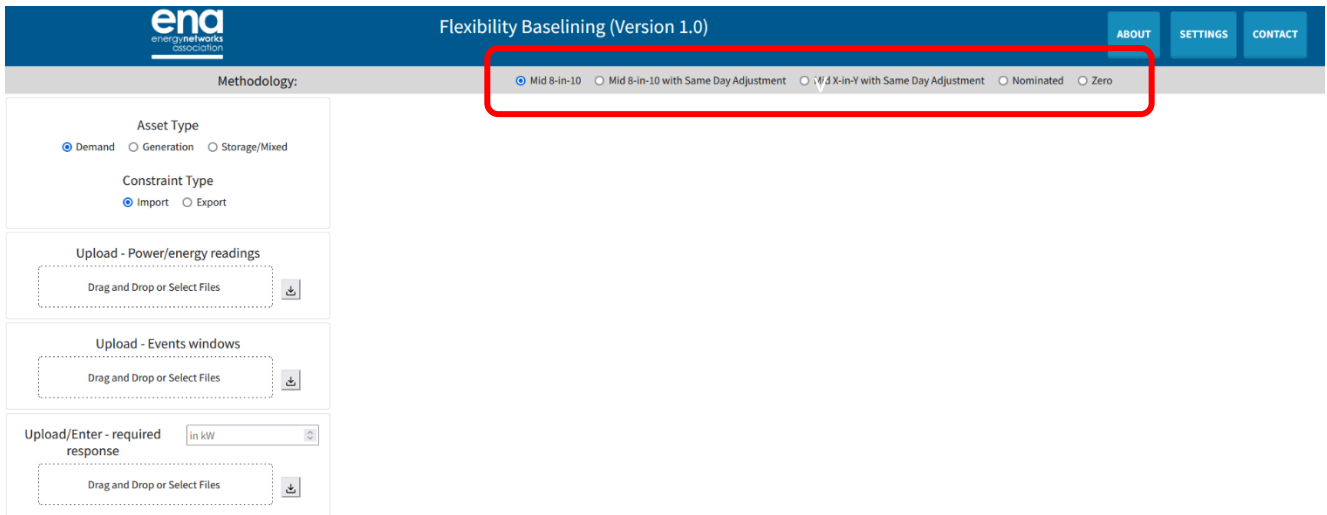 ena
energynetworks
association
Flexibility Baselining (Version 1.0)
ABOUT
SETTINGS
CONTACT
Methodology:
Mid 8-in-10
Mid 8-in-10 with Same Day Adjustment
Mid X-in-Y with Same Day Adjustment
Nominated
Zero
Asset Type
Demand
Generation
Storage/Mixed
Constraint Type
Import
Export
Upload - Power/energy readings
Drag and Drop or Select Files
Upload - Events windows
Drag and Drop or Select Files
Upload/Enter - required
response
in kW
Drag and Drop or Select Files